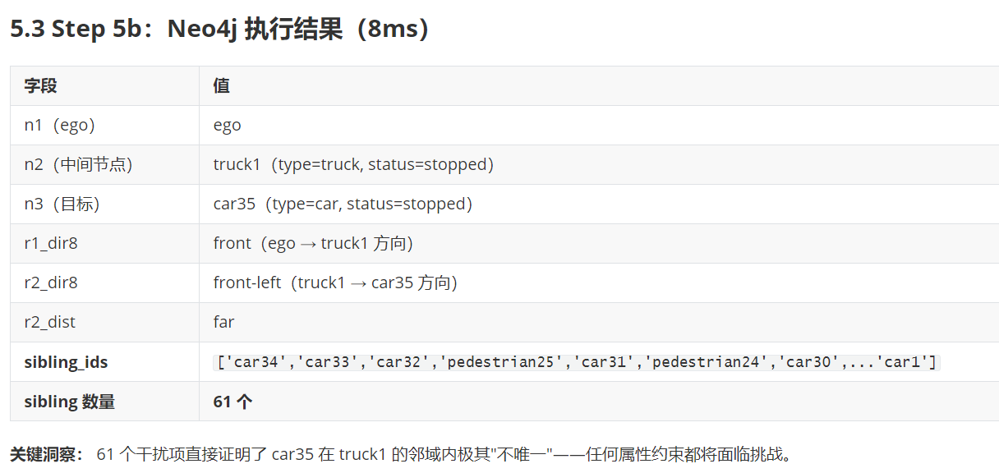 5.3 Step 5b：Neo4j 执行结果（8ms）
字段 值
n1（ego） ego
n2（中间节点） truck1（type=truck, status=stopped）
n3（目标） car35（type=car, status=stopped）
r1_dir8 front（ego → truck1 方向）
r2_dir8 front-left（truck1 → car35 方向）
r2_dist far
sibling_ids ['car34','car33','car32','pedestrian25','car31','pedestrian24','car30',...'car1']
sibling 数量 61 个
关键洞察： 61 个干扰项直接证明了 car35 在 truck1 的邻域内极其"不唯一"——任何属性约束都将面临挑战。